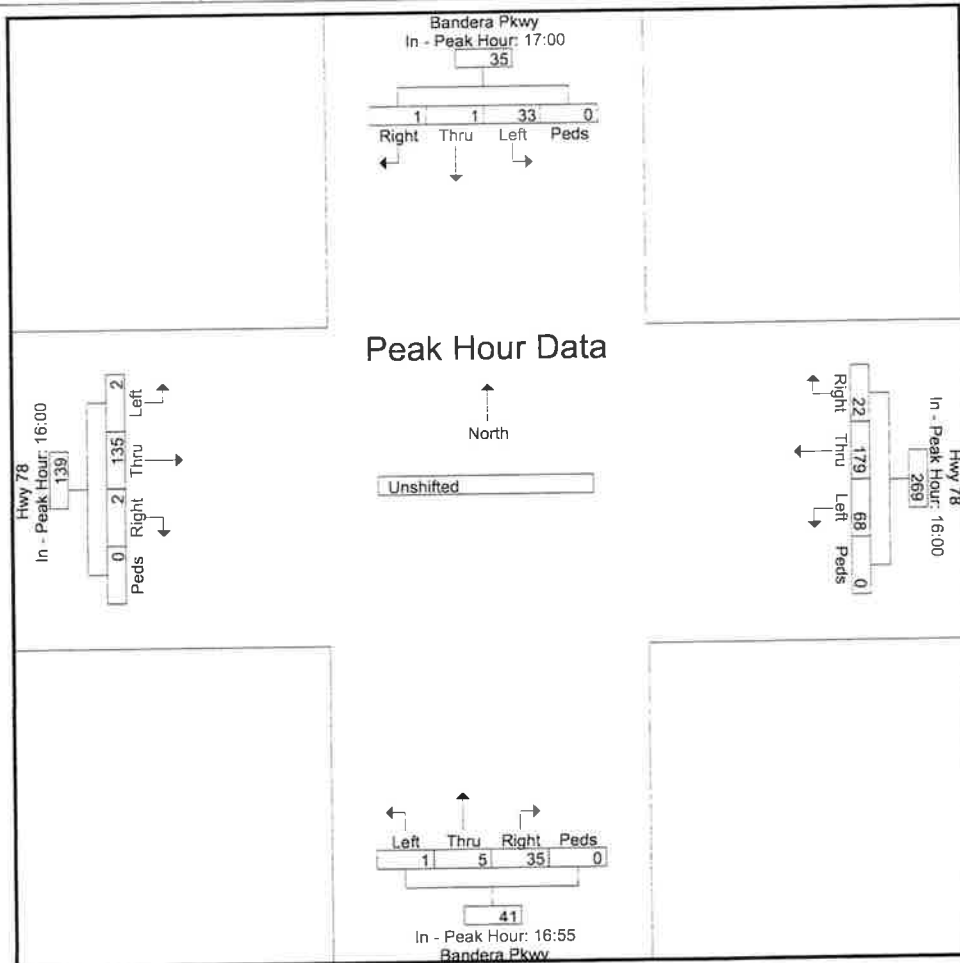 Bandera Pkwy
In - Peak Hour: 17:00
35
1 1 33 0
Right Thru Left Peds
Peak Hour Data
North
Unshifted
Hwy 78
In - Peak Hour: 16:00
139
2 135 2 0
Left Thru Right Peds
Hwy 78
In - Peak Hour: 16:00
269
22 179 68 0
Right Thru Left Peds
Left Thru Right Peds
1 5 35 0
41
In - Peak Hour: 16:55
Bandera Pkwy